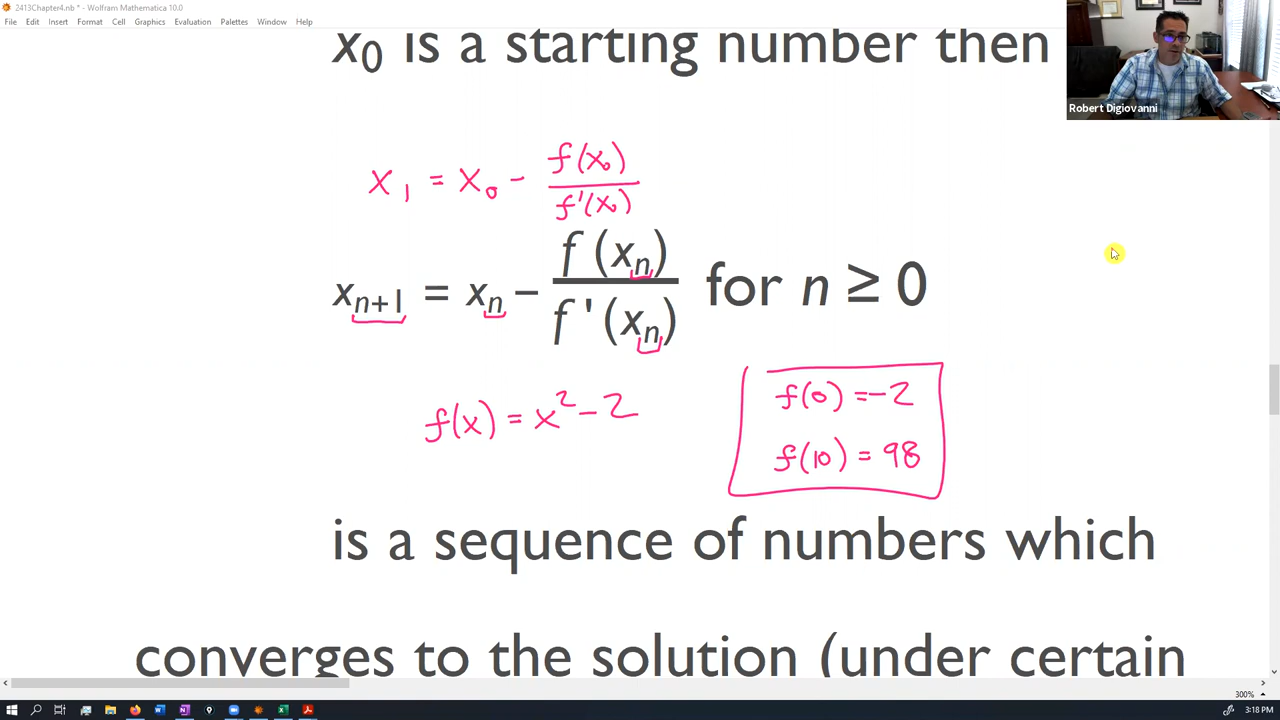 2413Chapter4.nb * - Wolfram Mathematica 10.0
File Edit Insert Format Cell Graphics Evaluation Palettes Window Help
x₀ is a starting number then
Robert Digiovanni
x₁ = x₀ - f(x₀)/f'(x₀)
xₙ₊₁ = xₙ − f (xₙ)/f ' (xₙ) for n ≥ 0
f(x) = x² - 2
f(0) = -2
f(10) = 98
is a sequence of numbers which
converges to the solution (under certain
300%
3:18 PM